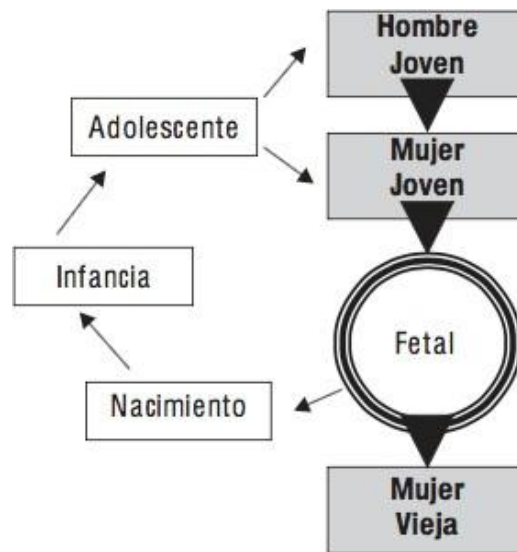 Hombre
Joven
Adolescente
Mujer
Joven
Infancia
Fetal
Nacimiento
Mujer
Vieja